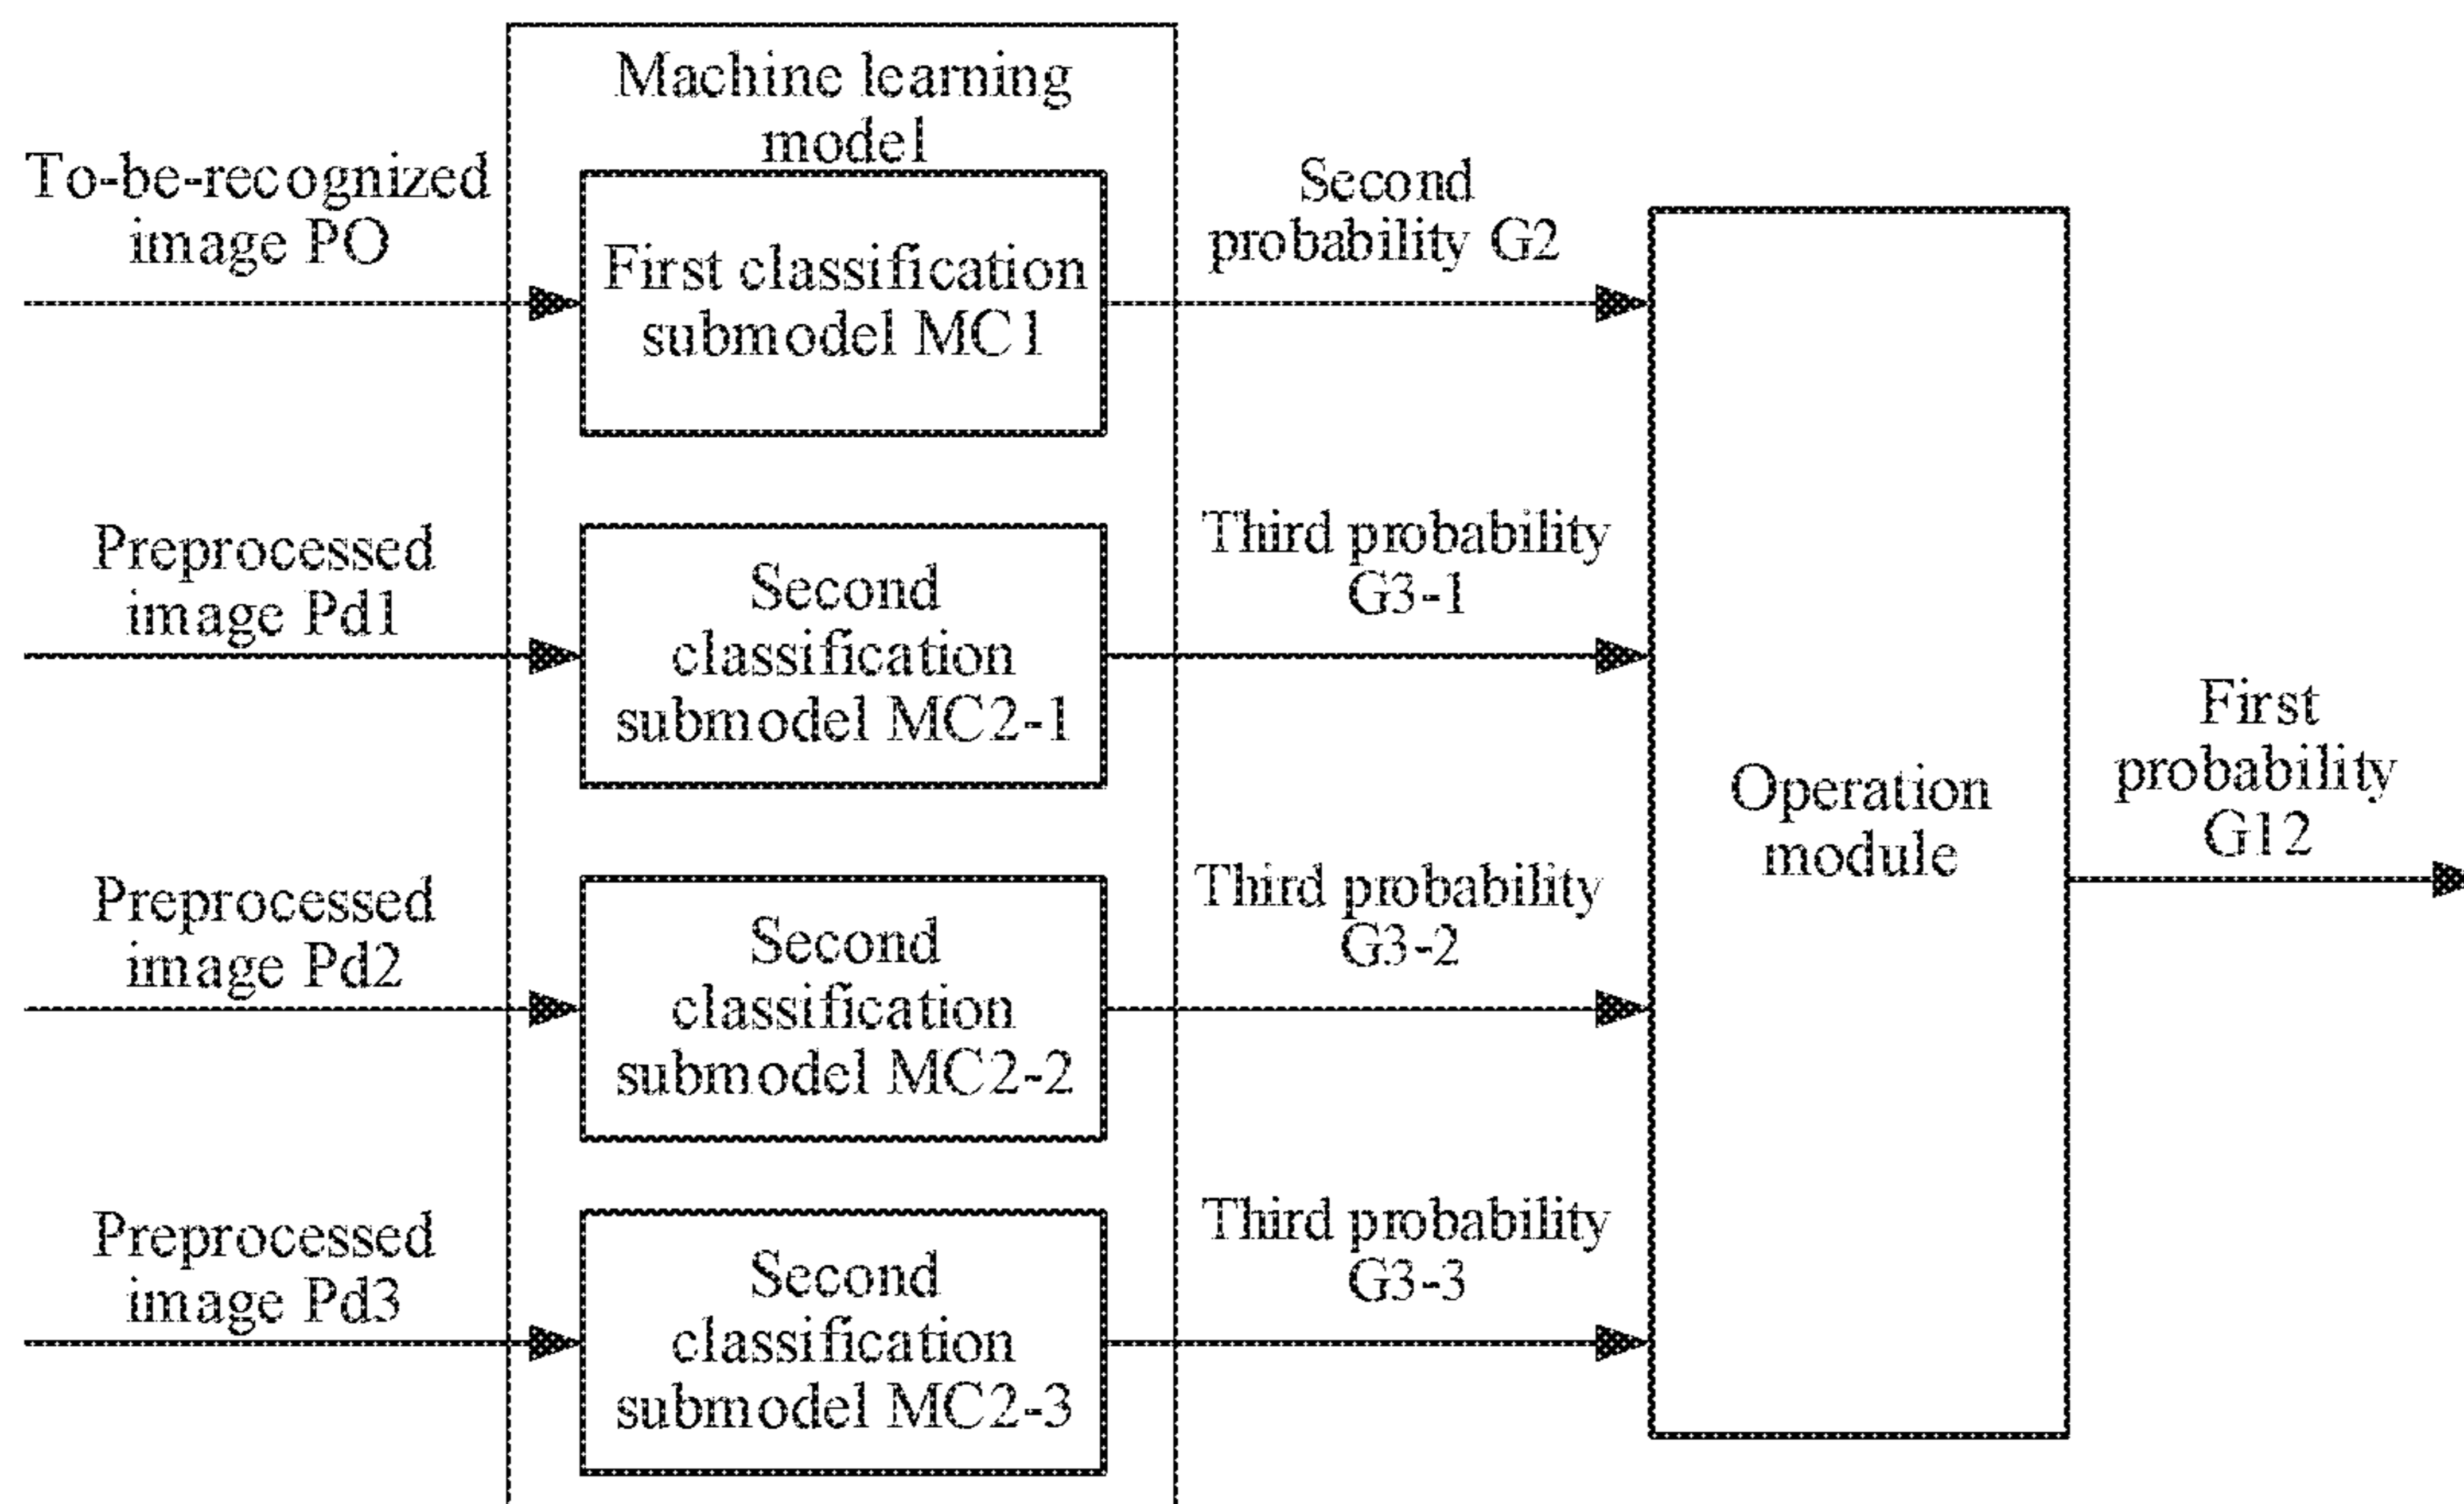 Machine learning
model
To-be-recognized
image PO
First classification
submodel MC1
Second
probability G2
Preprocessed
image Pd1
Second
classification
submodel MC2-1
Third probability
G3-1
Preprocessed
image Pd2
Second
classification
submodel MC2-2
Third probability
G3-2
Preprocessed
image Pd3
Second
classification
submodel MC2-3
Third probability
G3-3
Operation
module
First
probability
G12